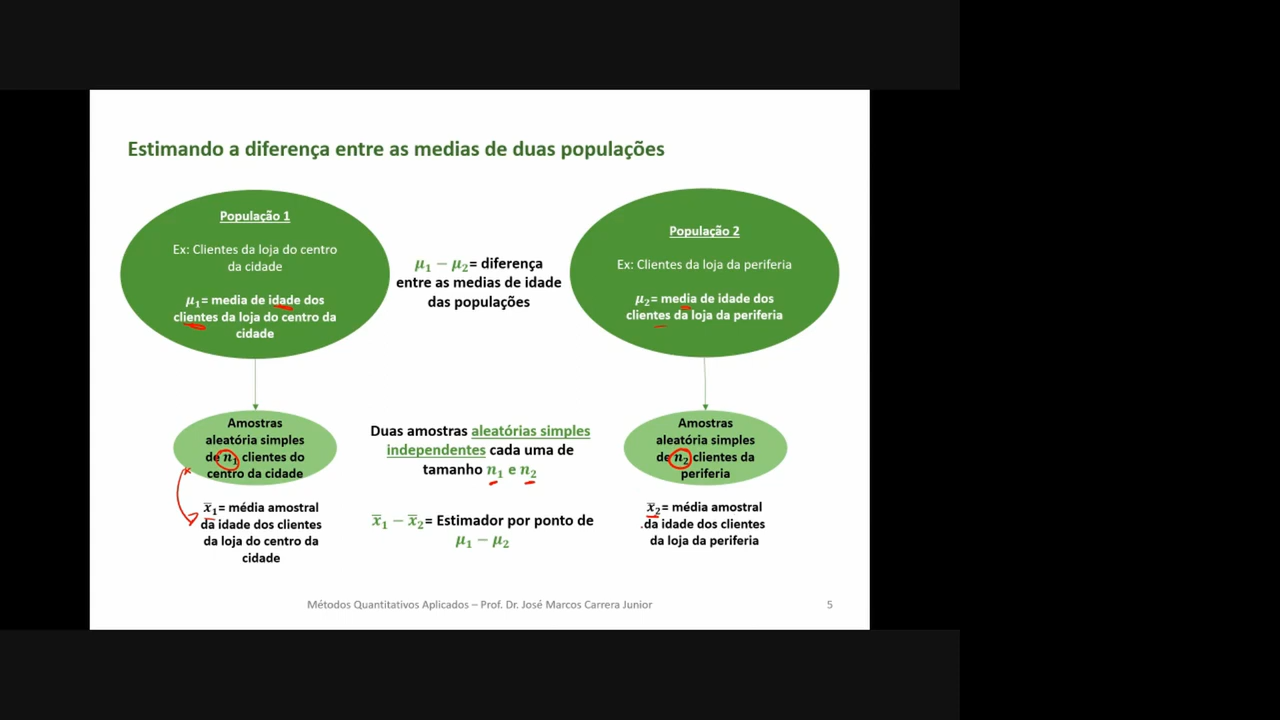 Estimando a diferença entre as medias de duas populações
População 1
Ex: Clientes da loja do centro
da cidade
μ₁= media de idade dos
clientes da loja do centro da
cidade
μ₁ − μ₂= diferença
entre as medias de idade
das populações
População 2
Ex: Clientes da loja da periferia
μ₂= media de idade dos
clientes da loja da periferia
Amostras
aleatória simples
de n₁ clientes do
centro da cidade
x̅₁= média amostral
da idade dos clientes
da loja do centro da
cidade
Duas amostras aleatórias simples
independentes cada uma de
tamanho n₁ e n₂
x̅₁ − x̅₂= Estimador por ponto de
μ₁ − μ₂
Amostras
aleatória simples
de n₂ clientes da
periferia
x̅₂= média amostral
da idade dos clientes
da loja da periferia
Métodos Quantitativos Aplicados – Prof. Dr. José Marcos Carrera Junior
5